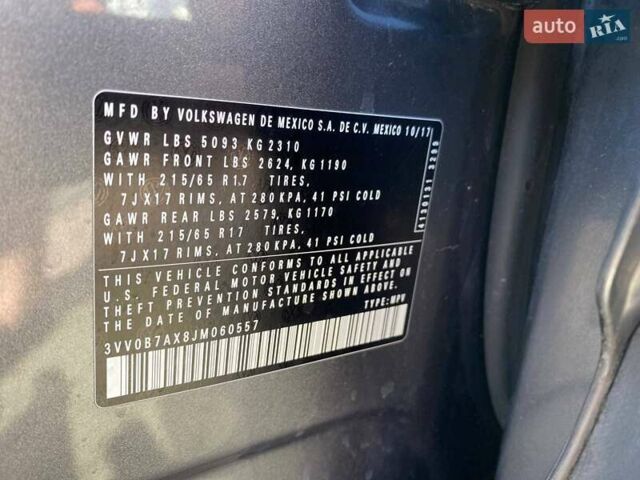 auto RIA.com
MFD BY VOLKSWAGEN DE MEXICO S.A. DE C.V. MEXICO 10/17
GVWR LBS 5093 KG 2310
GAWR FRONT LBS 2624, KG 1190
WITH 215/65 R17 TIRES,
7JX17 RIMS, AT 280 KPA, 41 PSI COLD
GAWR REAR LBS 2579, KG 1170
WITH 215/65 R17 TIRES,
7JX17 RIMS, AT 280 KPA, 41 PSI COLD
THIS VEHICLE CONFORMS TO ALL APPLICABLE
U.S. FEDERAL MOTOR VEHICLE SAFETY AND
THEFT PREVENTION STANDARDS IN EFFECT ON
THE DATE OF MANUFACTURE SHOWN ABOVE.
3VV0B7AX8JM060557 TYPE:MPV